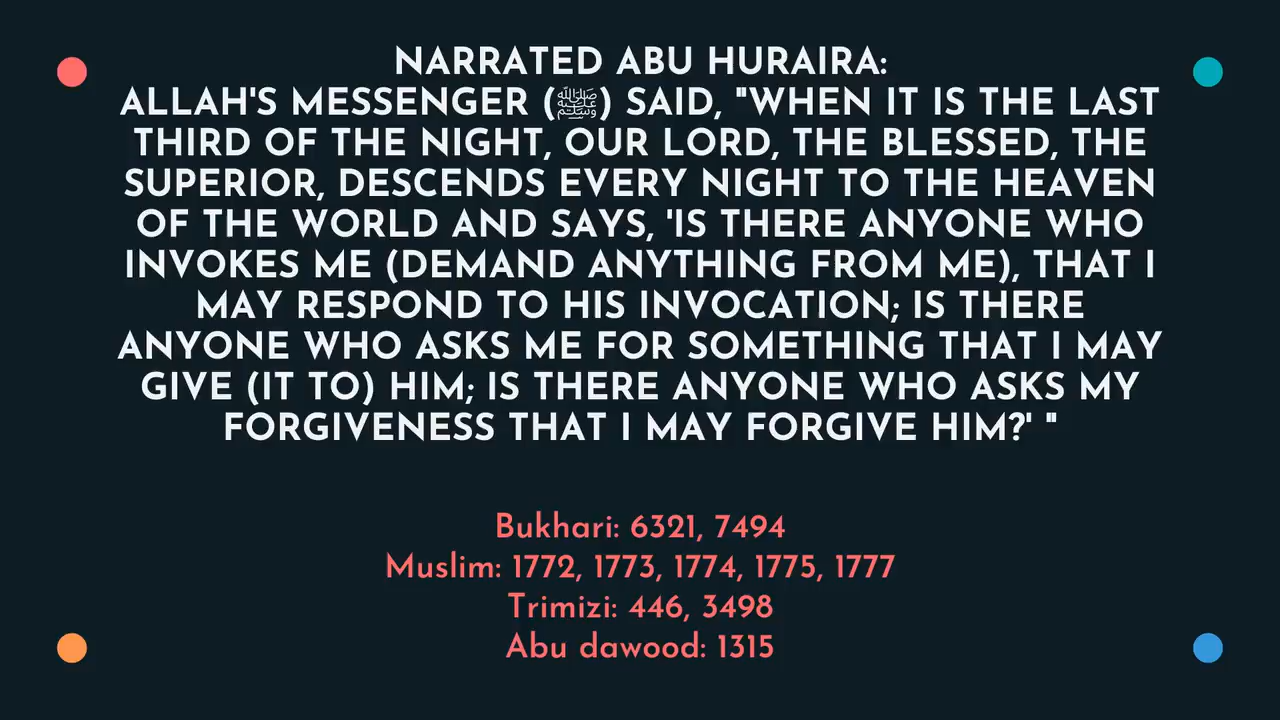 NARRATED ABU HURAIRA:
ALLAH'S MESSENGER (ﷺ) SAID, "WHEN IT IS THE LAST
THIRD OF THE NIGHT, OUR LORD, THE BLESSED, THE
SUPERIOR, DESCENDS EVERY NIGHT TO THE HEAVEN
OF THE WORLD AND SAYS, 'IS THERE ANYONE WHO
INVOKES ME (DEMAND ANYTHING FROM ME), THAT I
MAY RESPOND TO HIS INVOCATION; IS THERE
ANYONE WHO ASKS ME FOR SOMETHING THAT I MAY
GIVE (IT TO) HIM; IS THERE ANYONE WHO ASKS MY
FORGIVENESS THAT I MAY FORGIVE HIM?' "
Bukhari: 6321, 7494
Muslim: 1772, 1773, 1774, 1775, 1777
Trimizi: 446, 3498
Abu dawood: 1315